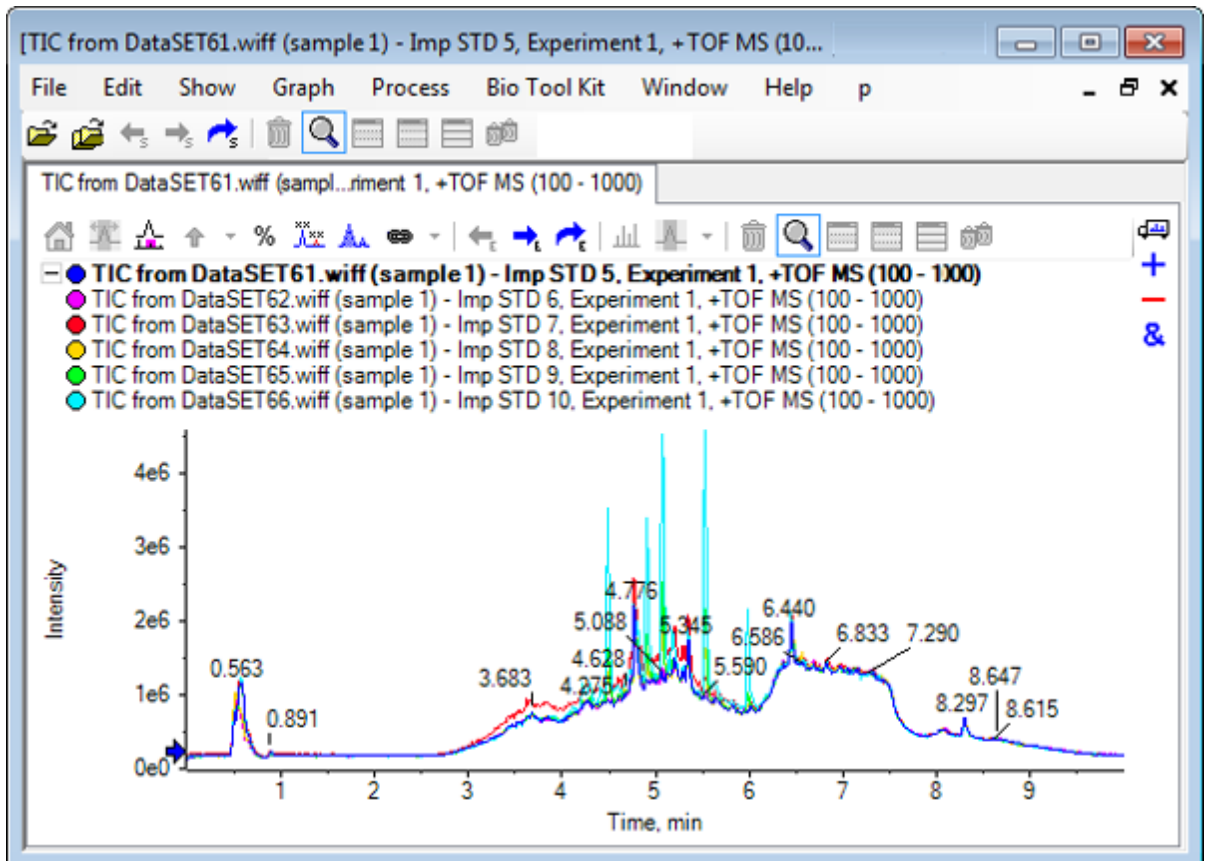 [TIC from DataSET61.wiff (sample 1) - Imp STD 5, Experiment 1, +TOF MS (10...
File Edit Show Graph Process Bio Tool Kit Window Help p
TIC from DataSET61.wiff (sampl...riment 1, +TOF MS (100 - 1000)
%
TIC from DataSET61.wiff (sample 1) - Imp STD 5, Experiment 1, +TOF MS (100 - 1000)
TIC from DataSET62.wiff (sample 1) - Imp STD 6, Experiment 1, +TOF MS (100 - 1000)
TIC from DataSET63.wiff (sample 1) - Imp STD 7, Experiment 1, +TOF MS (100 - 1000)
TIC from DataSET64.wiff (sample 1) - Imp STD 8, Experiment 1, +TOF MS (100 - 1000)
TIC from DataSET65.wiff (sample 1) - Imp STD 9, Experiment 1, +TOF MS (100 - 1000)
TIC from DataSET66.wiff (sample 1) - Imp STD 10, Experiment 1, +TOF MS (100 - 1000)
&
Intensity
4e6
3e6
2e6
1e6
0e0
0.563
0.891
3.683
4.275
4.628
5.088
4.776
5.345
5.590
6.586
6.440
6.833
7.290
8.297
8.647
8.615
1 2 3 4 5 6 7 8 9
Time, min